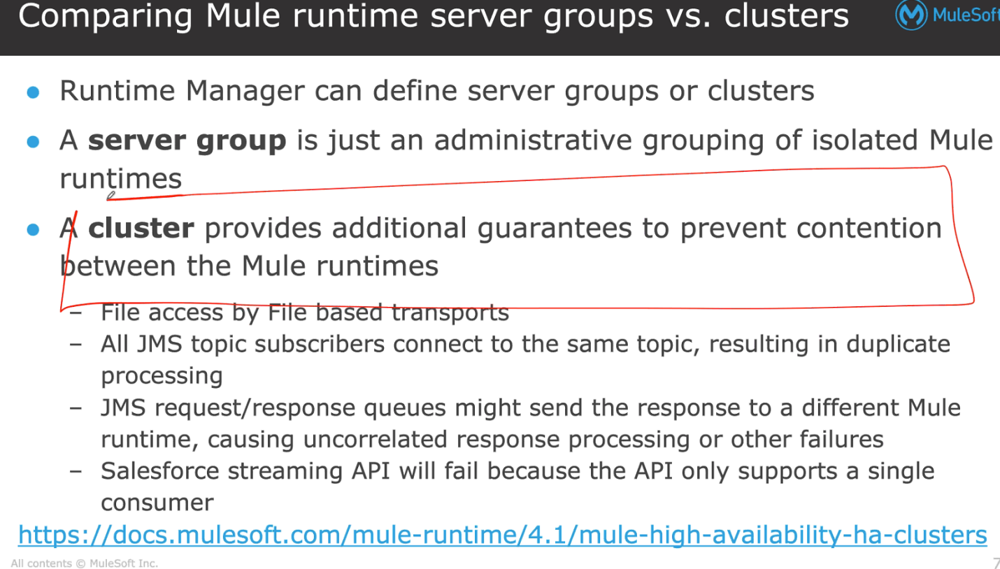 Comparing Mule runtime server groups vs. clusters
MuleSoft
● Runtime Manager can define server groups or clusters
● A server group is just an administrative grouping of isolated Mule
runtimes
● A cluster provides additional guarantees to prevent contention
between the Mule runtimes
– File access by File based transports
– All JMS topic subscribers connect to the same topic, resulting in duplicate
processing
– JMS request/response queues might send the response to a different Mule
runtime, causing uncorrelated response processing or other failures
– Salesforce streaming API will fail because the API only supports a single
consumer
https://docs.mulesoft.com/mule-runtime/4.1/mule-high-availability-ha-clusters
All contents © MuleSoft Inc.
7